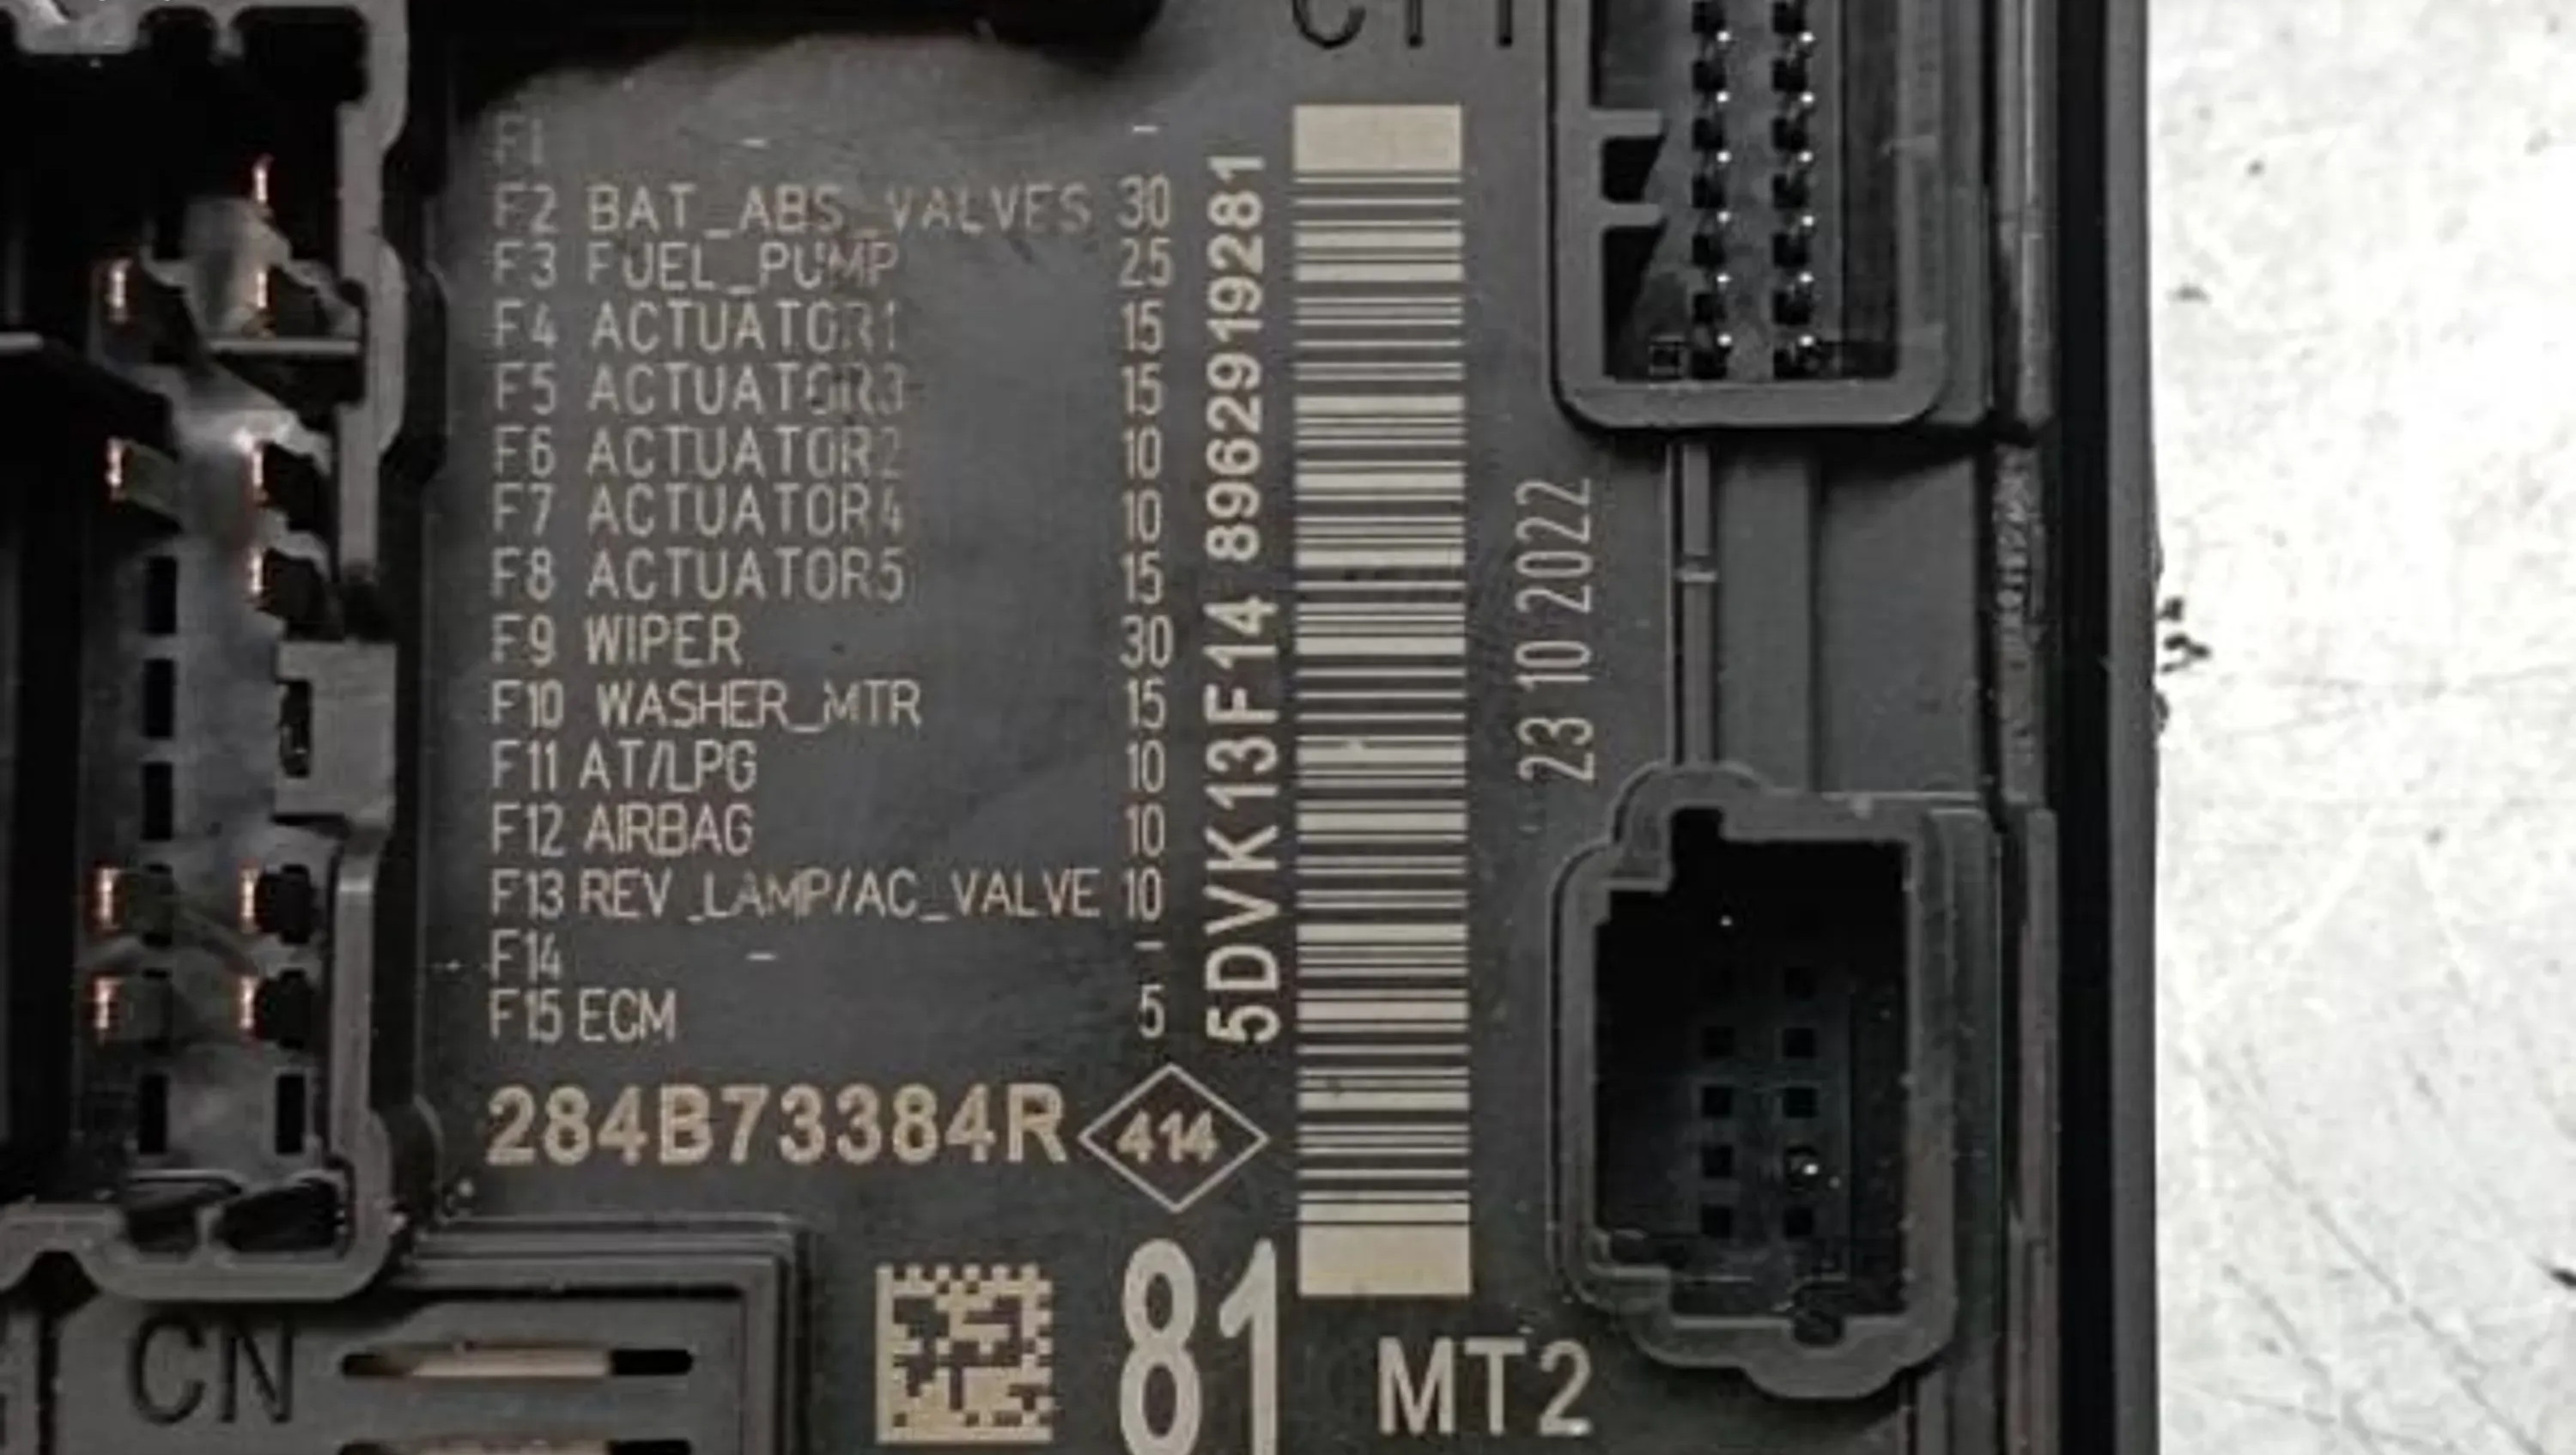 CT1
F1 - -
F2 BAT_ABS_VALVES 30
F3 FUEL_PUMP 25
F4 ACTUATOR1 15
F5 ACTUATOR3 15
F6 ACTUATOR2 10
F7 ACTUATOR4 10
F8 ACTUATOR5 15
F9 WIPER 30
F10 WASHER_MTR 15
F11 AT/LPG 10
F12 AIRBAG 10
F13 REV_LAMP/AC_VALVE 10
F14 - -
F15 ECM 5
5DVK13F14 8962919281
23 10 2022
284B73384R 414
81
MT2
CN